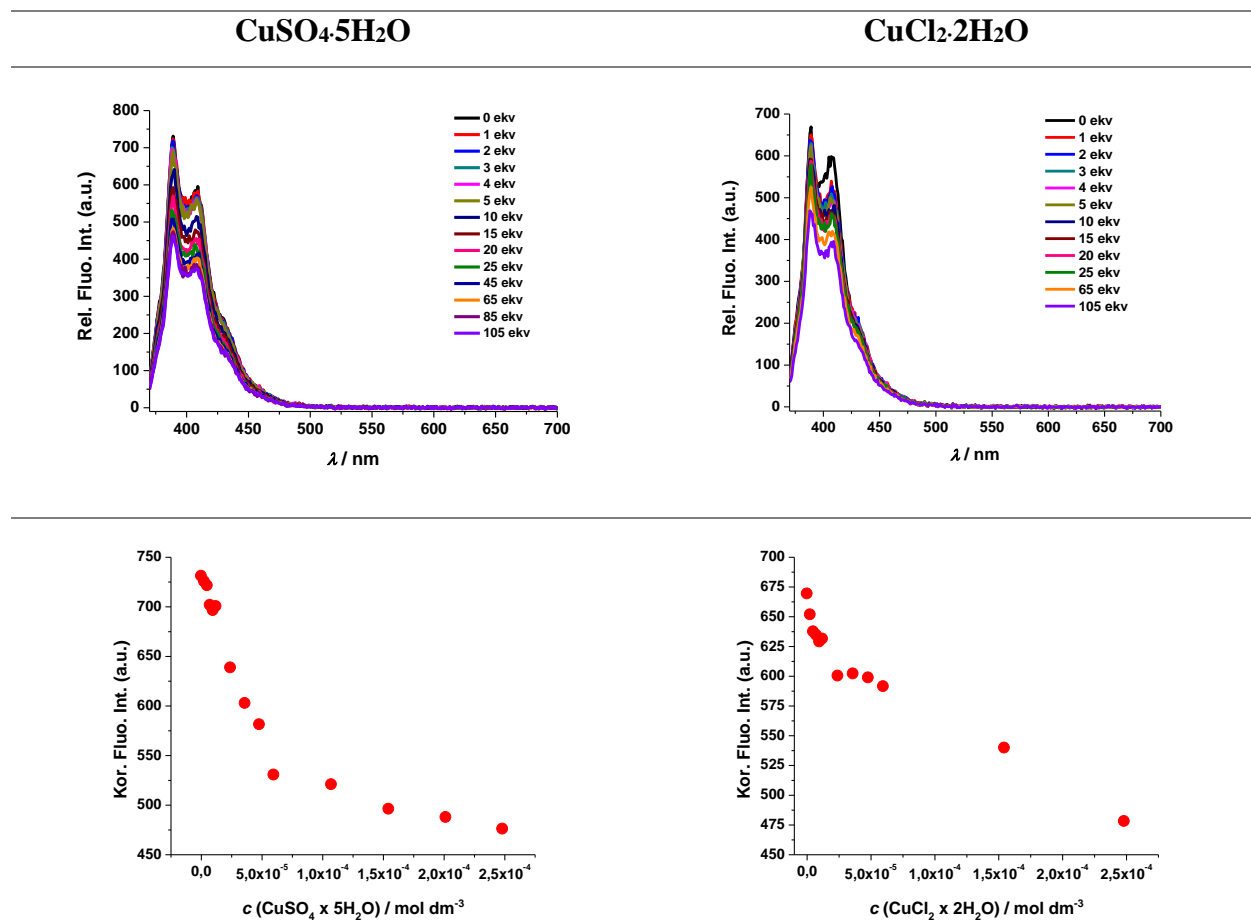 CuSO4·5H2O
CuCl2·2H2O
Rel. Fluo. Int. (a.u.)
800
700
600
500
400
300
200
100
0
400
450
500
550
600
650
700
λ / nm
0 ekv
1 ekv
2 ekv
3 ekv
4 ekv
5 ekv
10 ekv
15 ekv
20 ekv
25 ekv
45 ekv
65 ekv
85 ekv
105 ekv
Rel. Fluo. Int. (a.u.)
700
600
500
400
300
200
100
0
400
450
500
550
600
650
700
λ / nm
0 ekv
1 ekv
2 ekv
3 ekv
4 ekv
5 ekv
10 ekv
15 ekv
20 ekv
25 ekv
65 ekv
105 ekv
Kor. Fluo. Int. (a.u.)
750
700
650
600
550
500
450
0,0
5,0x10⁻⁵
1,0x10⁻⁴
1,5x10⁻⁴
2,0x10⁻⁴
2,5x10⁻⁴
c (CuSO₄ x 5H₂O) / mol dm⁻³
Kor. Fluo. Int. (a.u.)
700
675
650
625
600
575
550
525
500
475
450
0,0
5,0x10⁻⁵
1,0x10⁻⁴
1,5x10⁻⁴
2,0x10⁻⁴
2,5x10⁻⁴
c (CuCl₂ x 2H₂O) / mol dm⁻³